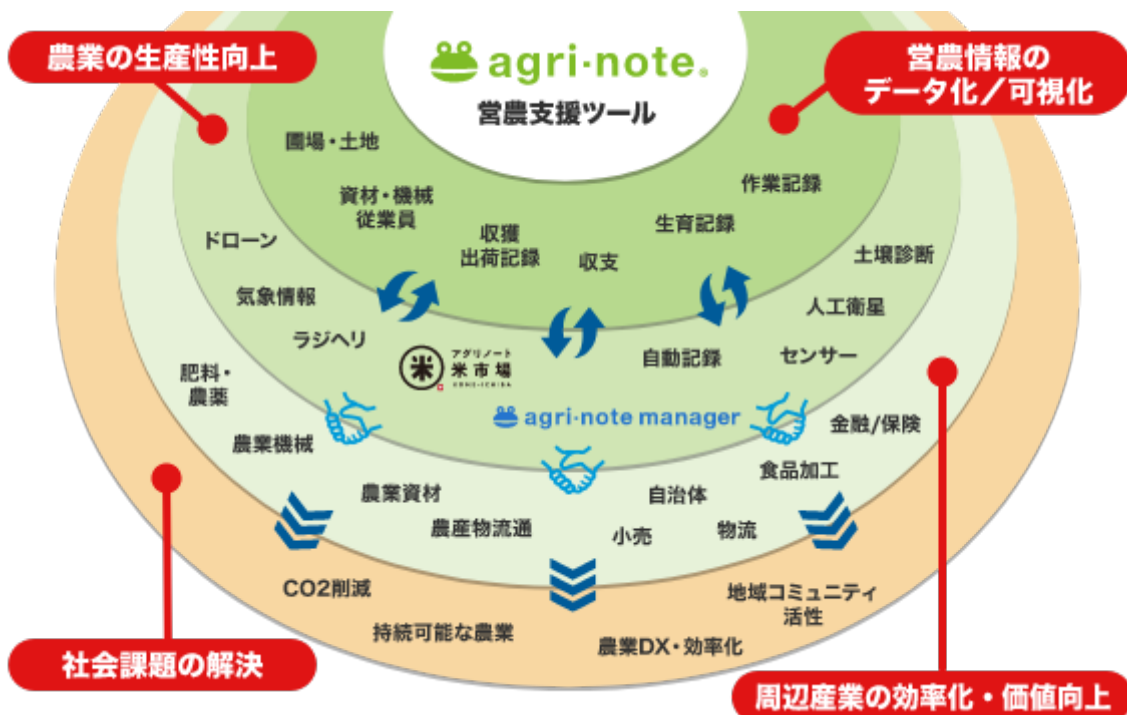 農業の生産性向上
agri-note®
営農支援ツール
営農情報の
データ化／可視化
圃場・土地
資材・機械
従業員
収穫
出荷記録
収支
生育記録
作業記録
ドローン
気象情報
ラジヘリ
米
アグリノート
米市場
KOME-ICHIBA
自動記録
センサー
人工衛星
土壌診断
agri-note manager
肥料・
農薬
農業機械
農業資材
農産物流通
小売
自治体
物流
食品加工
金融/保険
CO2削減
持続可能な農業
農業DX・効率化
地域コミュニティ
活性
社会課題の解決
周辺産業の効率化・価値向上